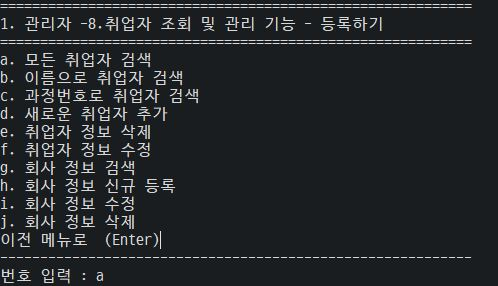 ============================================================
1. 관리자 -8.취업자 조회 및 관리 기능 - 등록하기
============================================================
a. 모든 취업자 검색
b. 이름으로 취업자 검색
c. 과정번호로 취업자 검색
d. 새로운 취업자 추가
e. 취업자 정보 삭제
f. 취업자 정보 수정
g. 회사 정보 검색
h. 회사 정보 신규 등록
i. 회사 정보 수정
j. 회사 정보 삭제
이전 메뉴로  (Enter)
------------------------------------------------------------
번호 입력 : a